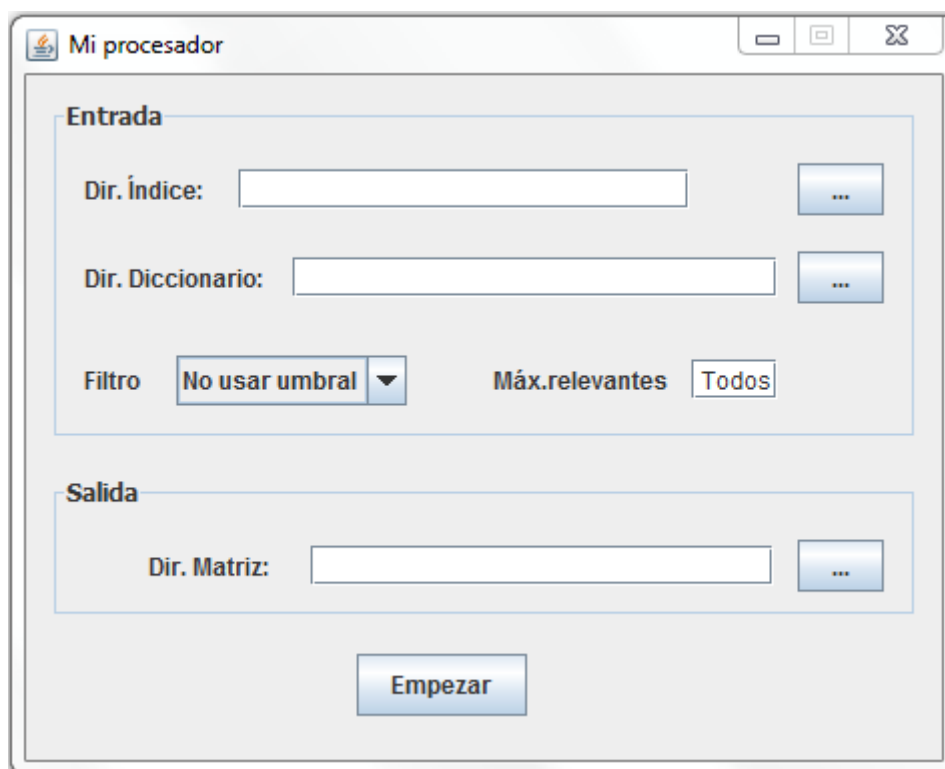 Mi procesador
Entrada
Dir. Índice: ...
Dir. Diccionario: ...
Filtro No usar umbral Máx.relevantes Todos
Salida
Dir. Matriz: ...
Empezar